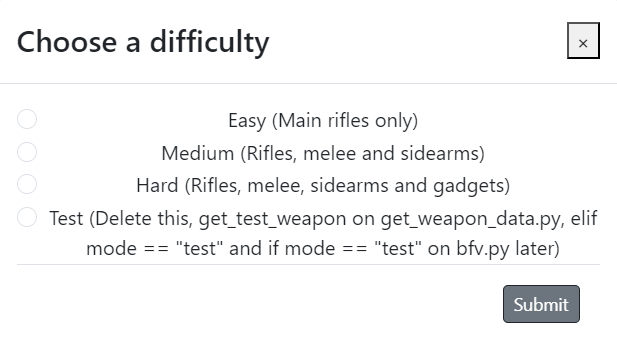 Choose a difficulty
×
Easy (Main rifles only)
Medium (Rifles, melee and sidearms)
Hard (Rifles, melee, sidearms and gadgets)
Test (Delete this, get_test_weapon on get_weapon_data.py, elif
mode == "test" and if mode == "test" on bfv.py later)
Submit